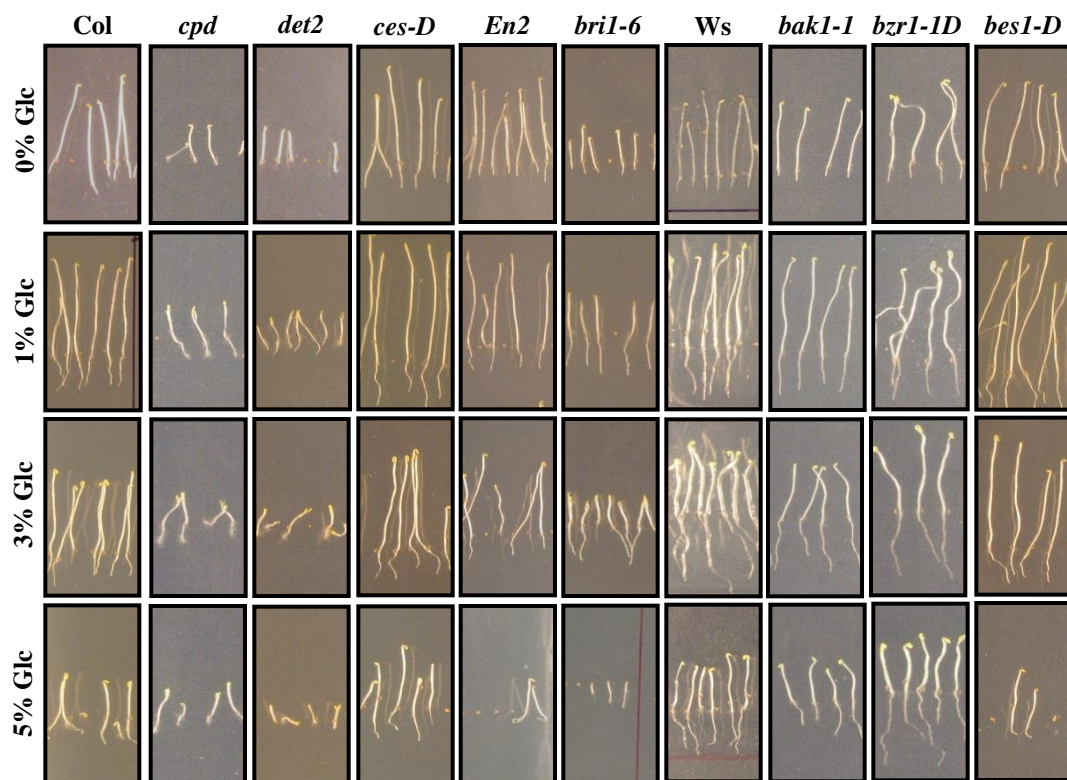 Col cpd det2 ces-D En2 bri1-6 Ws bak1-1 bzr1-1D bes1-D
0% Glc
1% Glc
3% Glc
5% Glc